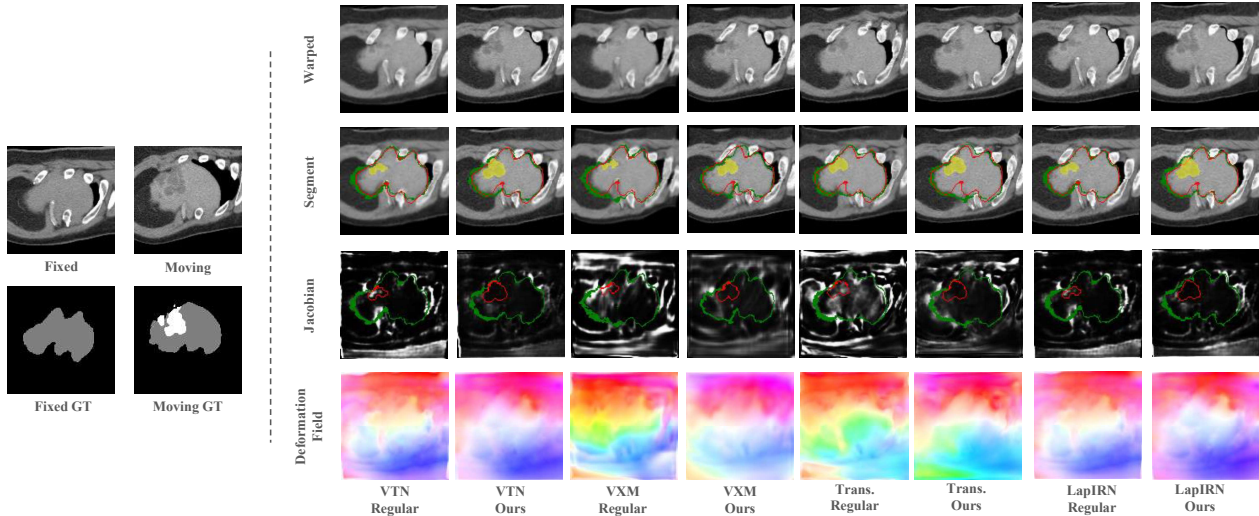 Fixed
Moving
Fixed GT
Moving GT
Warped
Segment
Jacobian
Deformation
Field
VTN
Regular
VTN
Ours
VXM
Regular
VXM
Ours
Trans.
Regular
Trans.
Ours
LapIRN
Regular
LapIRN
Ours